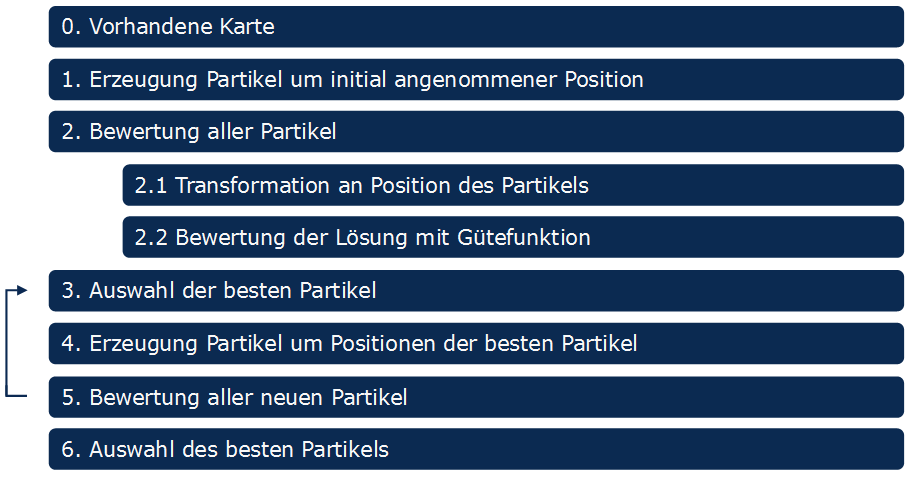 0. Vorhandene Karte
1. Erzeugung Partikel um initial angenommener Position
2. Bewertung aller Partikel
2.1 Transformation an Position des Partikels
2.2 Bewertung der Lösung mit Gütefunktion
3. Auswahl der besten Partikel
4. Erzeugung Partikel um Positionen der besten Partikel
5. Bewertung aller neuen Partikel
6. Auswahl des besten Partikels